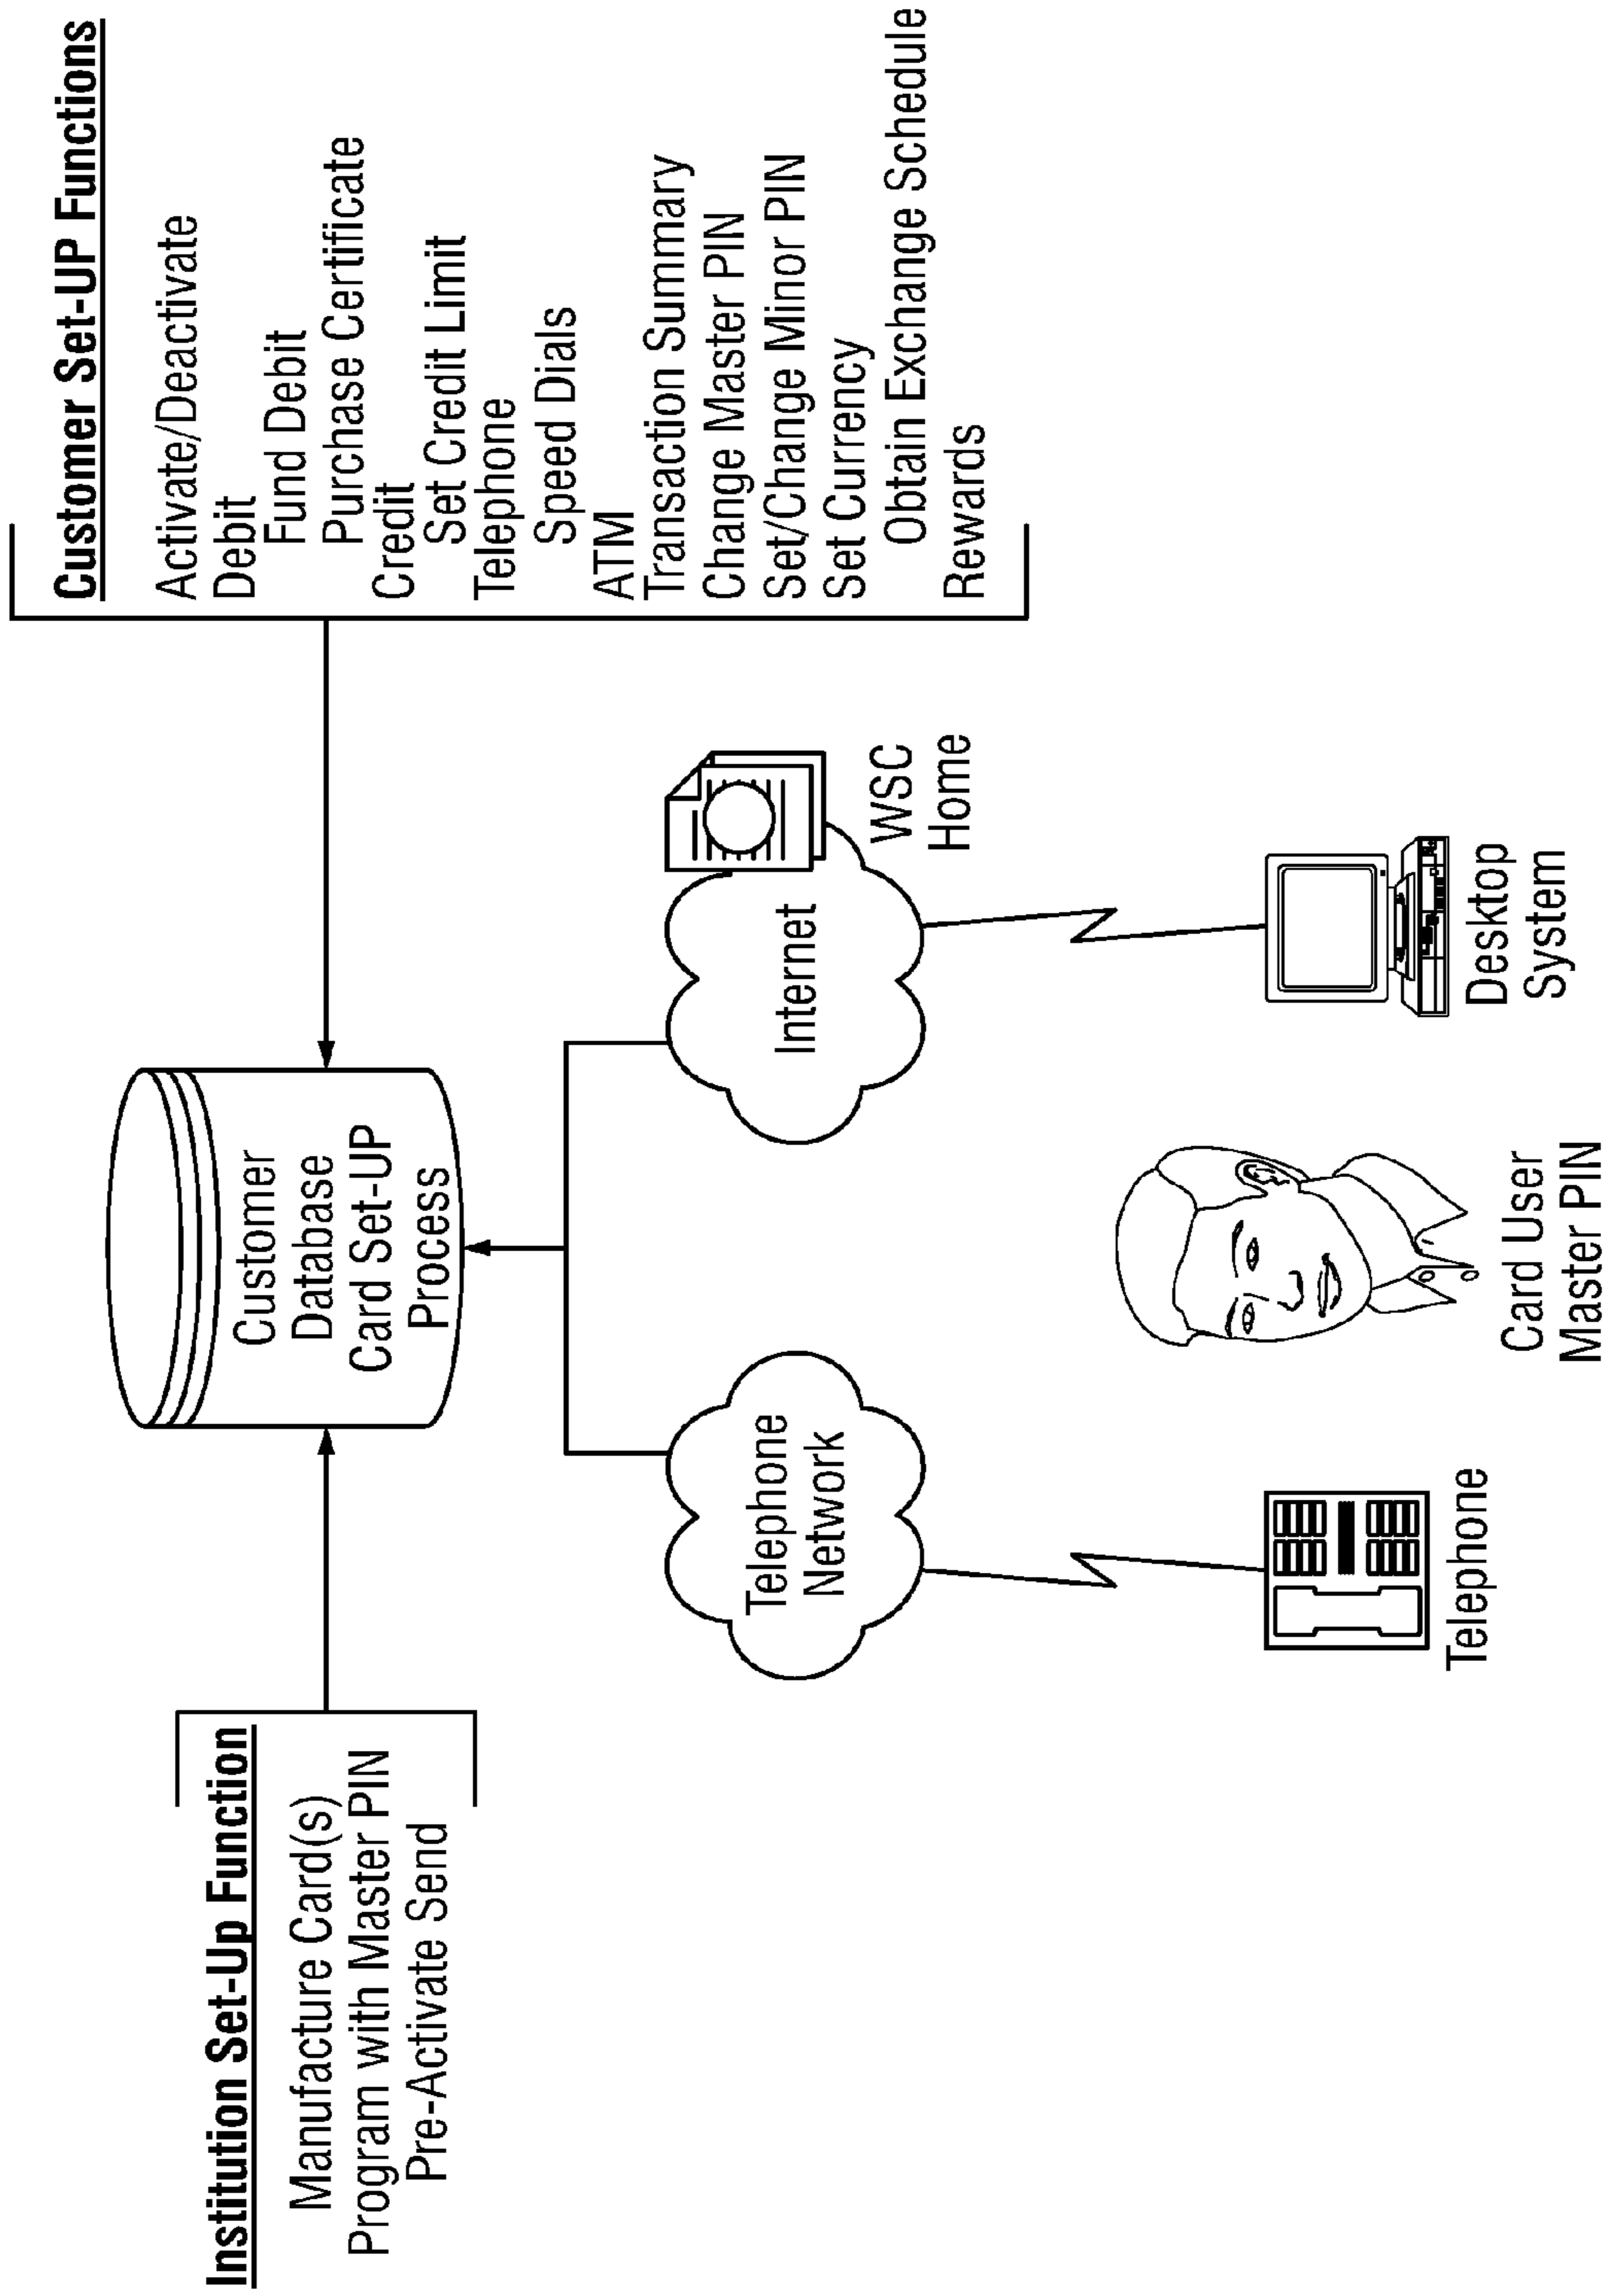 Institution Set-Up Function
Manufacture Card(s)
Program with Master PIN
Pre-Activate Send
Customer
Database
Card Set-UP
Process
Customer Set-UP Functions
Activate/Deactivate
Debit
Fund Debit
Purchase Certificate
Credit
Set Credit Limit
Telephone
Speed Dials
ATM
Transaction Summary
Change Master PIN
Set/Change Minor PIN
Set Currency
Obtain Exchange Schedule
Rewards
Telephone
Network
Internet
WSC
Home
Telephone
Card User
Master PIN
Desktop
System